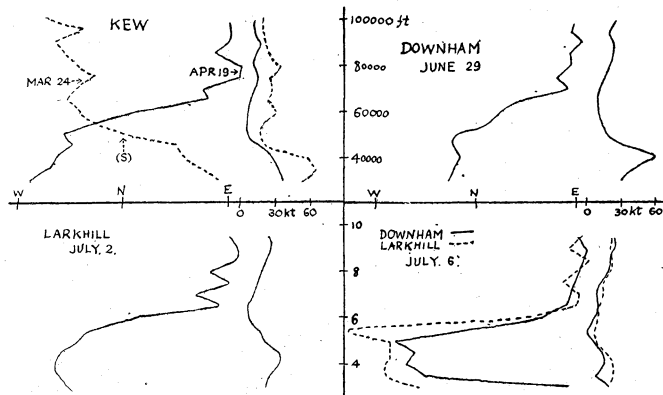 KEW
MAR 24
APR 19
(S)
100000 ft
80000
60000
40000
DOWNHAM
JUNE 29
W N E 0 30kt 60
W N E 0 30kt 60
LARKHILL
JULY. 2.
10
8
6
4
DOWNHAM
LARKHILL
JULY. 6.